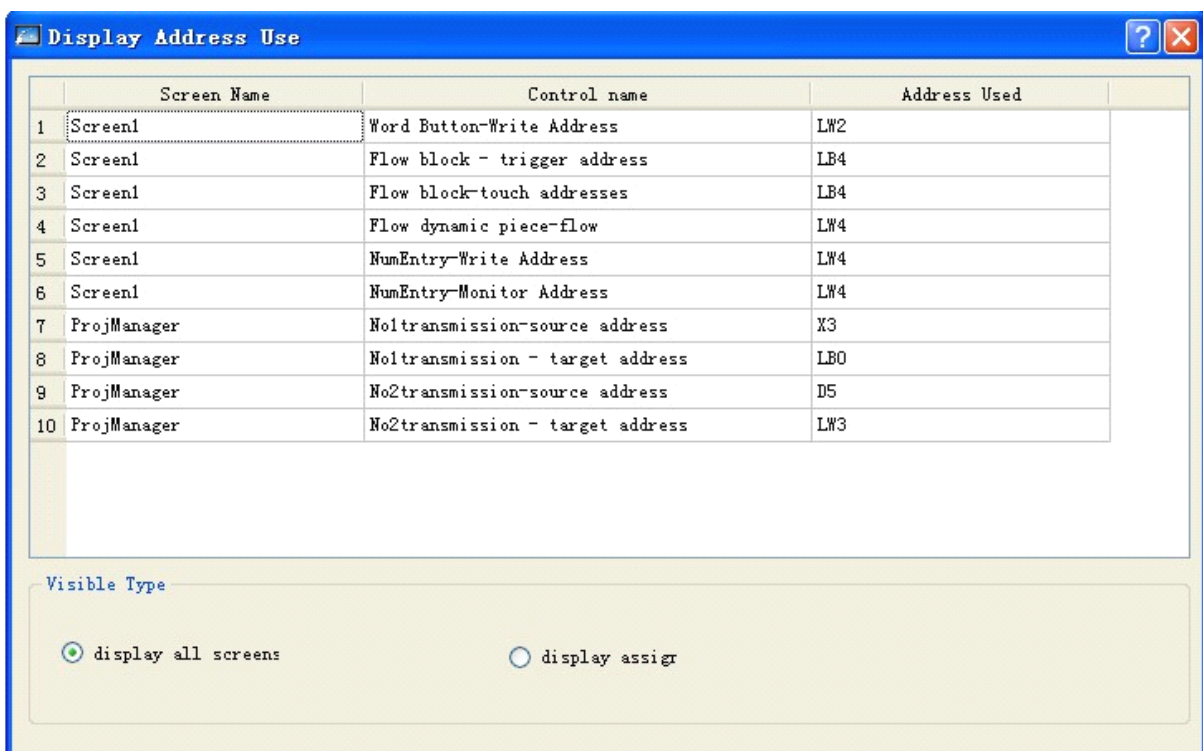 Display Address Use
Screen Name Control name Address Used
1 Screen1 Word Button-Write Address LW2
2 Screen1 Flow block - trigger address LB4
3 Screen1 Flow block-touch addresses LB4
4 Screen1 Flow dynamic piece-flow LW4
5 Screen1 NumEntry-Write Address LW4
6 Screen1 NumEntry-Monitor Address LW4
7 ProjManager No1transmission-source address X3
8 ProjManager No1transmission - target address LB0
9 ProjManager No2transmission-source address D5
10 ProjManager No2transmission - target address LW3
Visible Type
display all screens display assigr